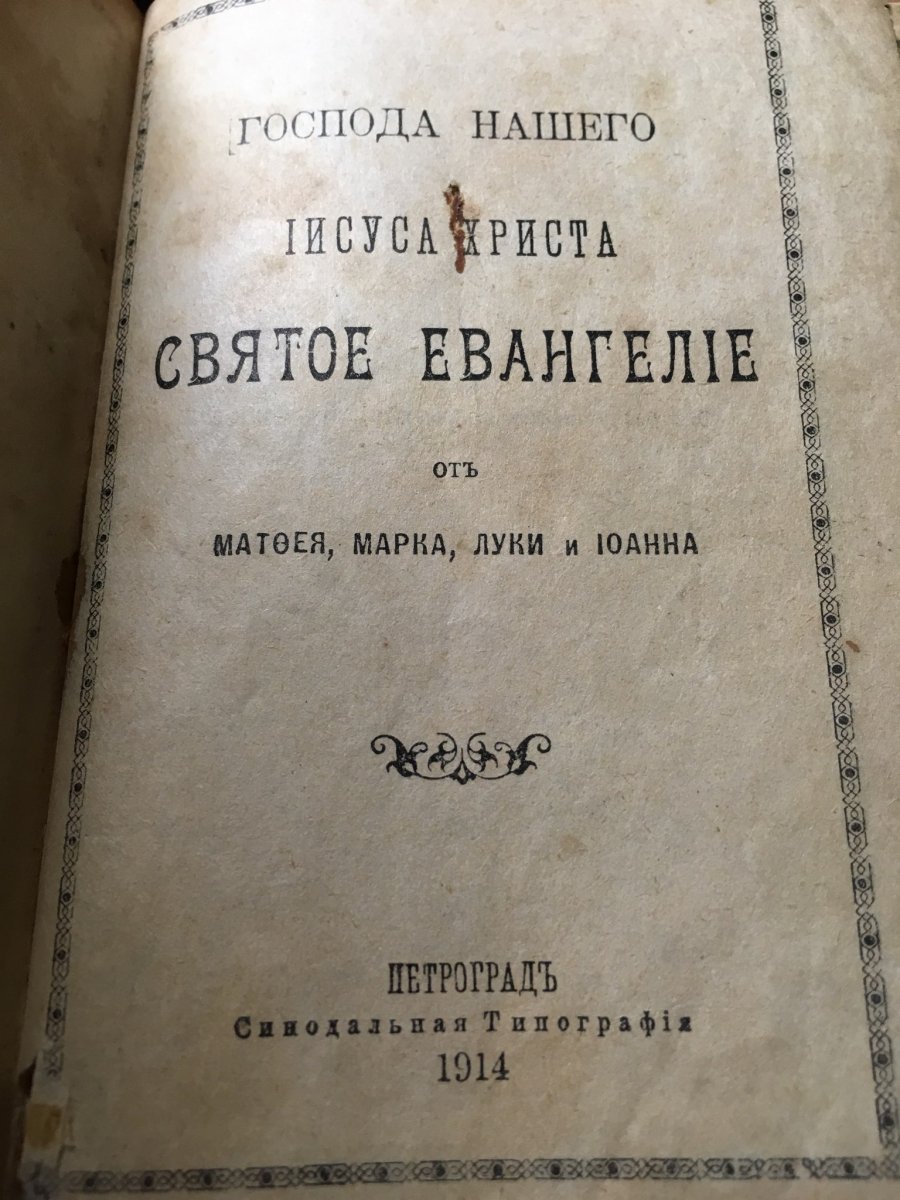 ГОСПОДА НАШЕГО
ІИСУСА ХРИСТА
СВЯТОЕ ЕВАНГЕЛІЕ
отъ
МАТѲЕЯ, МАРКА, ЛУКИ и ІОАННА
ПЕТРОГРАДЪ
Синодальная Типографія
1914